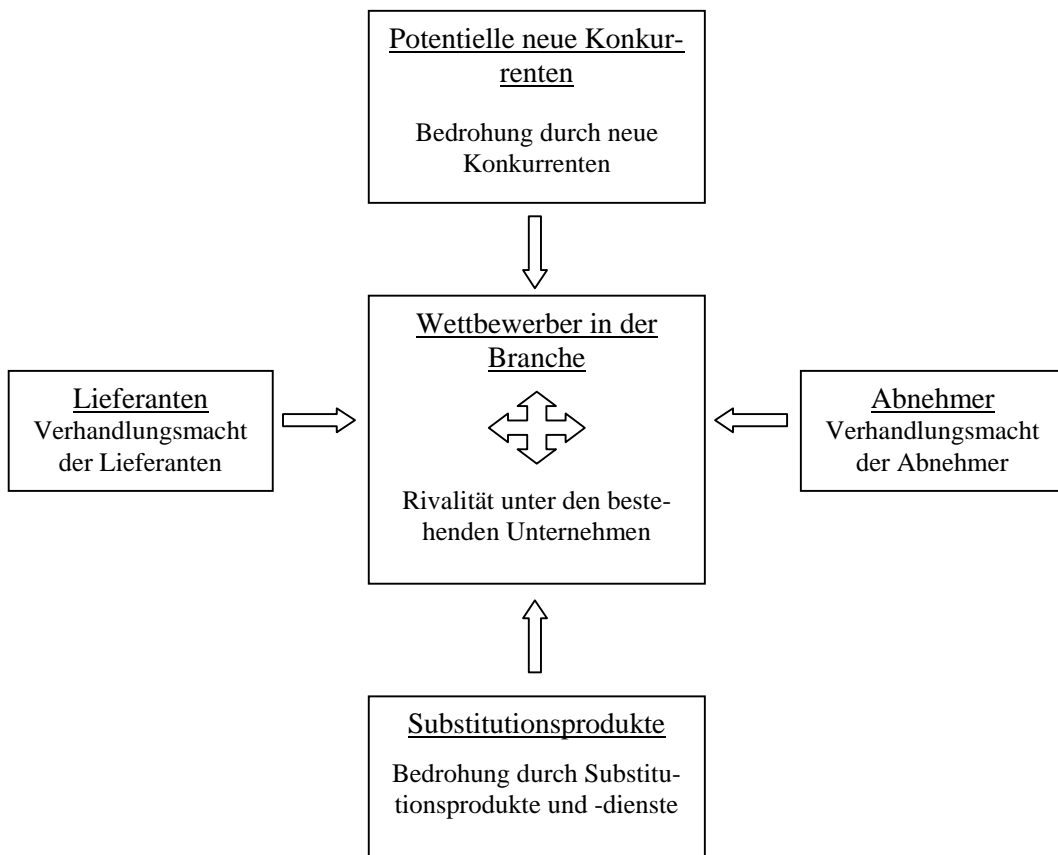 Potentielle neue Konkur-
renten
Bedrohung durch neue
Konkurrenten
Wettbewerber in der
Branche
Rivalität unter den beste-
henden Unternehmen
Lieferanten
Verhandlungsmacht
der Lieferanten
Abnehmer
Verhandlungsmacht
der Abnehmer
Substitutionsprodukte
Bedrohung durch Substitu-
tionsprodukte und -dienste